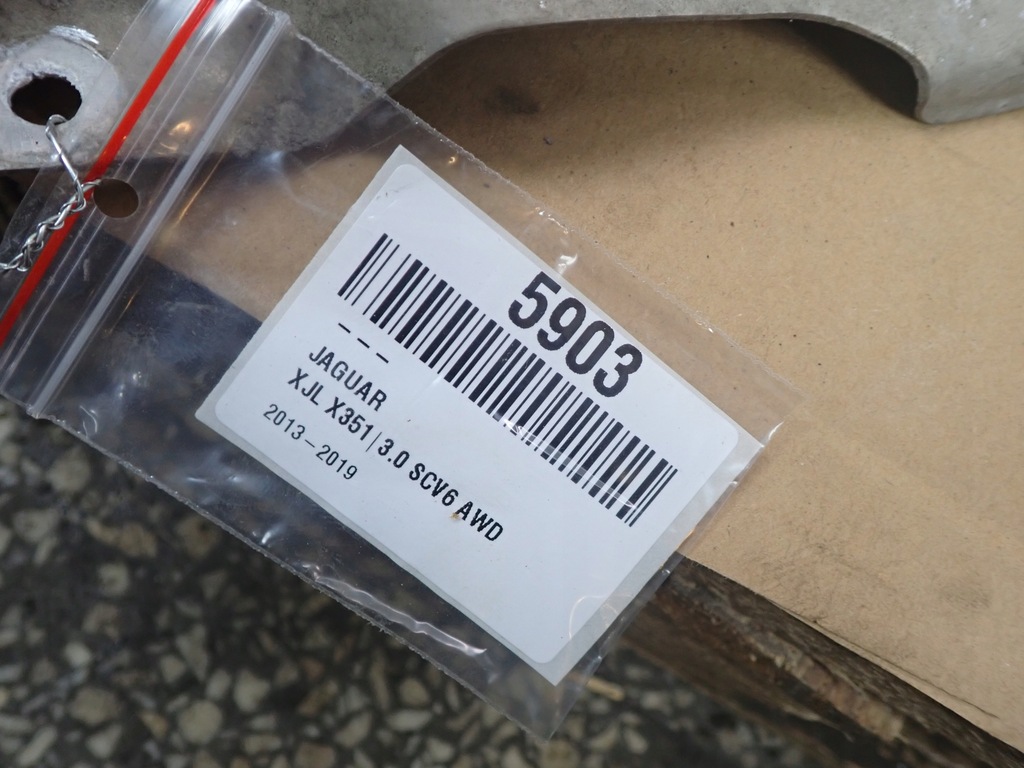 5903
– – –
JAGUAR
XJL X351 | 3.0 SCV6 AWD
2013–2019